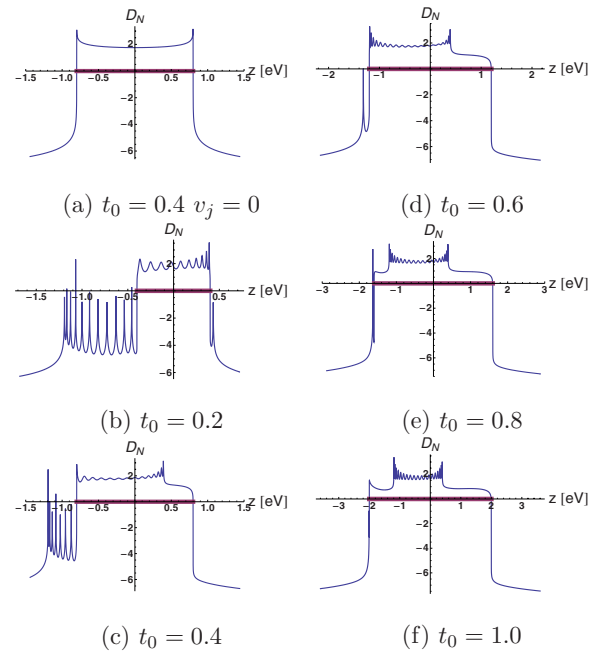 D_N
z [eV]
-1.5 -1.0 -0.5 0.5 1.0 1.5
2
-2
-4
-6
(a) t_0 = 0.4 v_j = 0
D_N
z [eV]
-2 -1 1 2
2
-2
-4
-6
(d) t_0 = 0.6
D_N
z [eV]
-1.5 -1.0 -0.5 0.5
2
-2
-4
-6
(b) t_0 = 0.2
D_N
z [eV]
-3 -2 -1 1 2 3
2
-2
-4
-6
(e) t_0 = 0.8
D_N
z [eV]
-1.5 -1.0 -0.5 0.5 1.0 1.5
2
-2
-4
-6
(c) t_0 = 0.4
D_N
z [eV]
-3 -2 -1 1 2 3
2
-2
-4
-6
(f) t_0 = 1.0